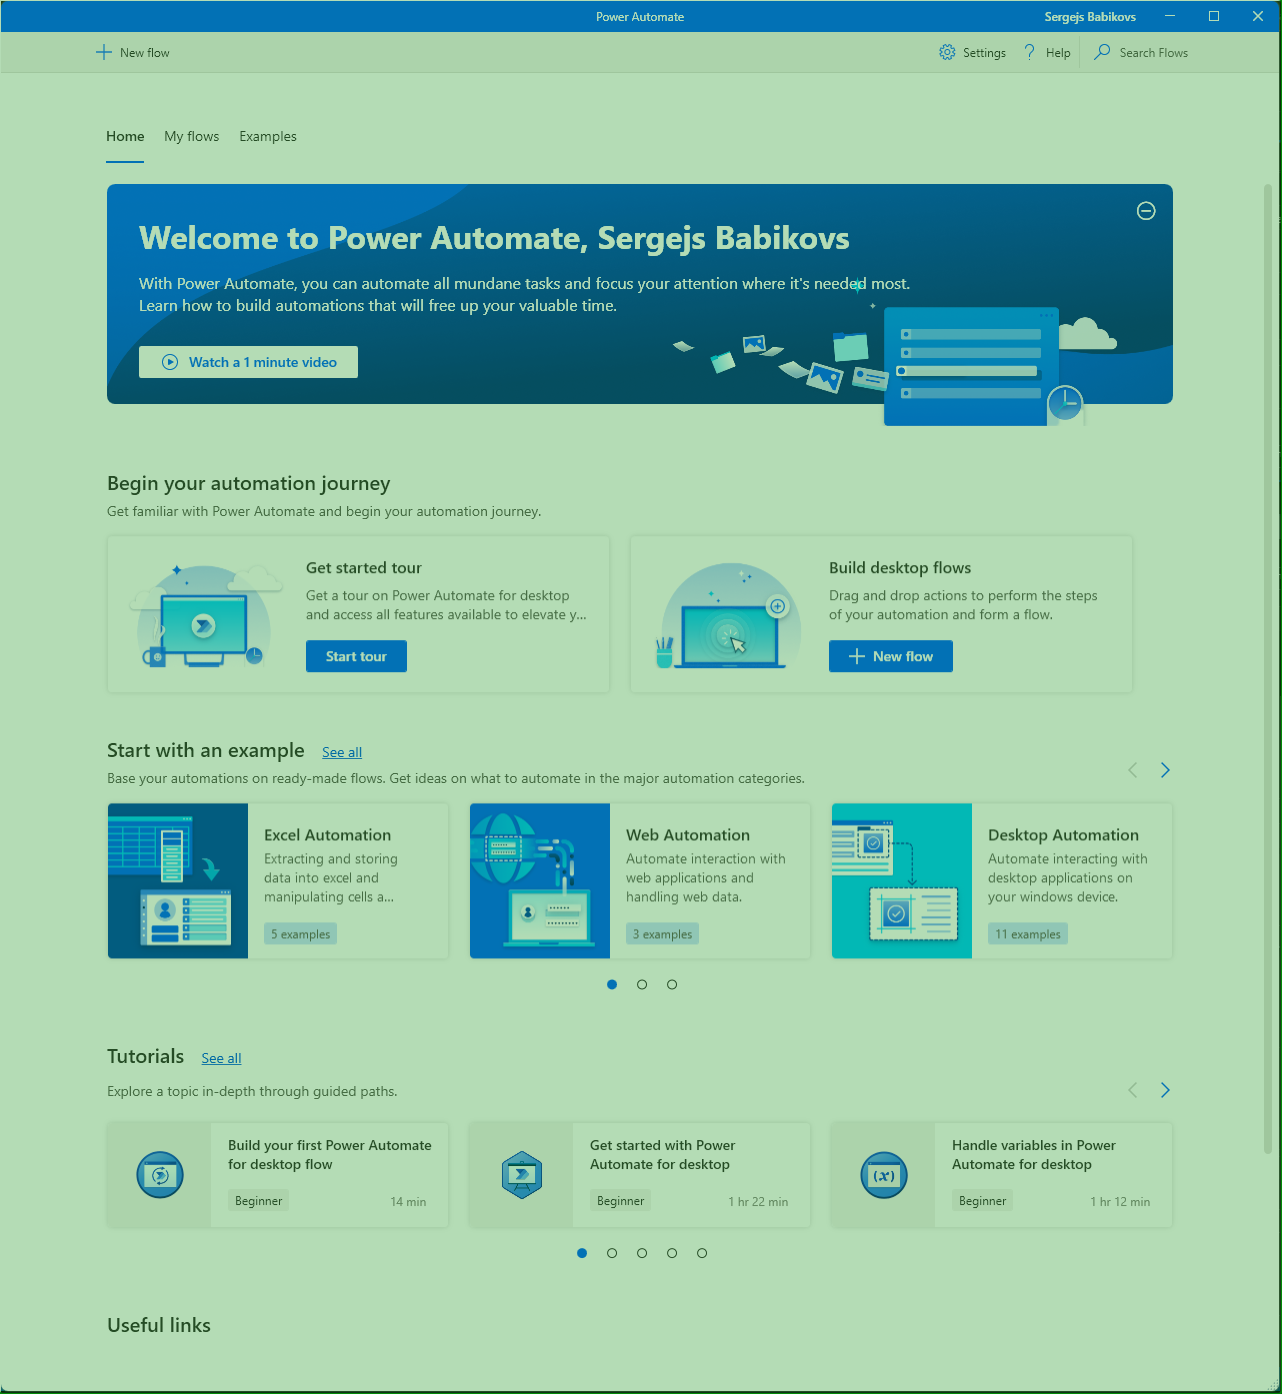 Power Automate
Sergejs Babikovs
New flow
Settings
Help
Search Flows
Home
My flows
Examples
Welcome to Power Automate, Sergejs Babikovs
With Power Automate, you can automate all mundane tasks and focus your attention where it's needed most.
Learn how to build automations that will free up your valuable time.
Watch a 1 minute video
Begin your automation journey
Get familiar with Power Automate and begin your automation journey.
Get started tour
Get a tour on Power Automate for desktop
and access all features available to elevate y...
Start tour
Build desktop flows
Drag and drop actions to perform the steps
of your automation and form a flow.
New flow
Start with an example
See all
Base your automations on ready-made flows. Get ideas on what to automate in the major automation categories.
Excel Automation
Extracting and storing
data into excel and
manipulating cells a...
5 examples
Web Automation
Automate interaction with
web applications and
handling web data.
3 examples
Desktop Automation
Automate interacting with
desktop applications on
your windows device.
11 examples
Tutorials
See all
Explore a topic in-depth through guided paths.
Build your first Power Automate
for desktop flow
Beginner
14 min
Get started with Power
Automate for desktop
Beginner
1 hr 22 min
(x)
Handle variables in Power
Automate for desktop
Beginner
1 hr 12 min
Useful links